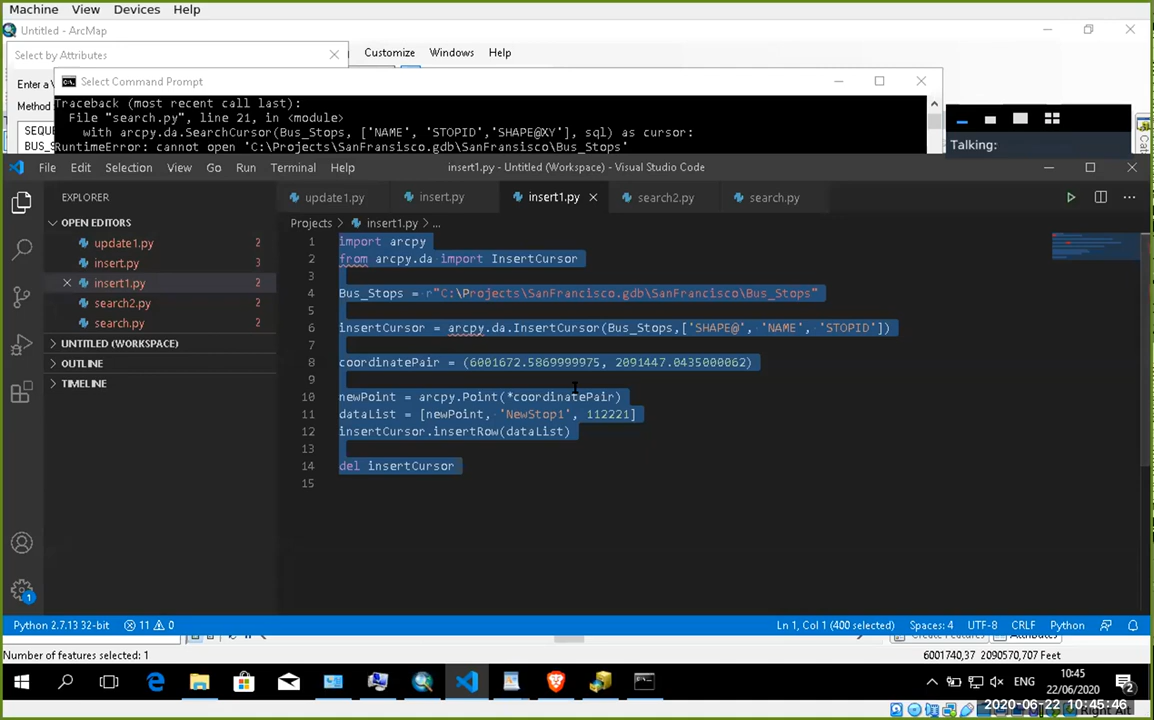 Machine View Devices Help
Untitled - ArcMap
Select by Attributes
Customize Windows Help
Enter a
Select Command Prompt
Method
Traceback (most recent call last):
File "search.py", line 21, in <module>
with arcpy.da.SearchCursor(Bus_Stops, ['NAME', 'STOPID','SHAPE@XY'], sql) as cursor:
RuntimeError: cannot open 'C:\Projects\SanFransisco.gdb\SanFransisco\Bus_Stops'
SEQUE
BUS_S
Talking:
File Edit Selection View Go Run Terminal Help
insert1.py - Untitled (Workspace) - Visual Studio Code
EXPLORER
update1.py insert.py insert1.py search2.py search.py
OPEN EDITORS
Projects > insert1.py > ...
update1.py 2
insert.py 3
insert1.py 2
search2.py 2
search.py 2
UNTITLED (WORKSPACE)
OUTLINE
TIMELINE
1 import arcpy
2 from arcpy.da import InsertCursor
3
4 Bus_Stops = r"C:\Projects\SanFrancisco.gdb\SanFrancisco\Bus_Stops"
5
6 insertCursor = arcpy.da.InsertCursor(Bus_Stops,['SHAPE@', 'NAME', 'STOPID'])
7
8 coordinatePair = (6001672.5869999975, 2091447.0435000062)
9
10 newPoint = arcpy.Point(*coordinatePair)
11 dataList = [newPoint, 'NewStop1', 112221]
12 insertCursor.insertRow(dataList)
13
14 del insertCursor
15
1
Python 2.7.13 32-bit 11 0 Ln 1, Col 1 (400 selected) Spaces: 4 UTF-8 CRLF Python
Create Features Attributes
Number of features selected: 1
6001740,37 2090570,707 Feet
ENG
10:45
22/06/2020
2
2020-06-22 10:45:46
Right Alt